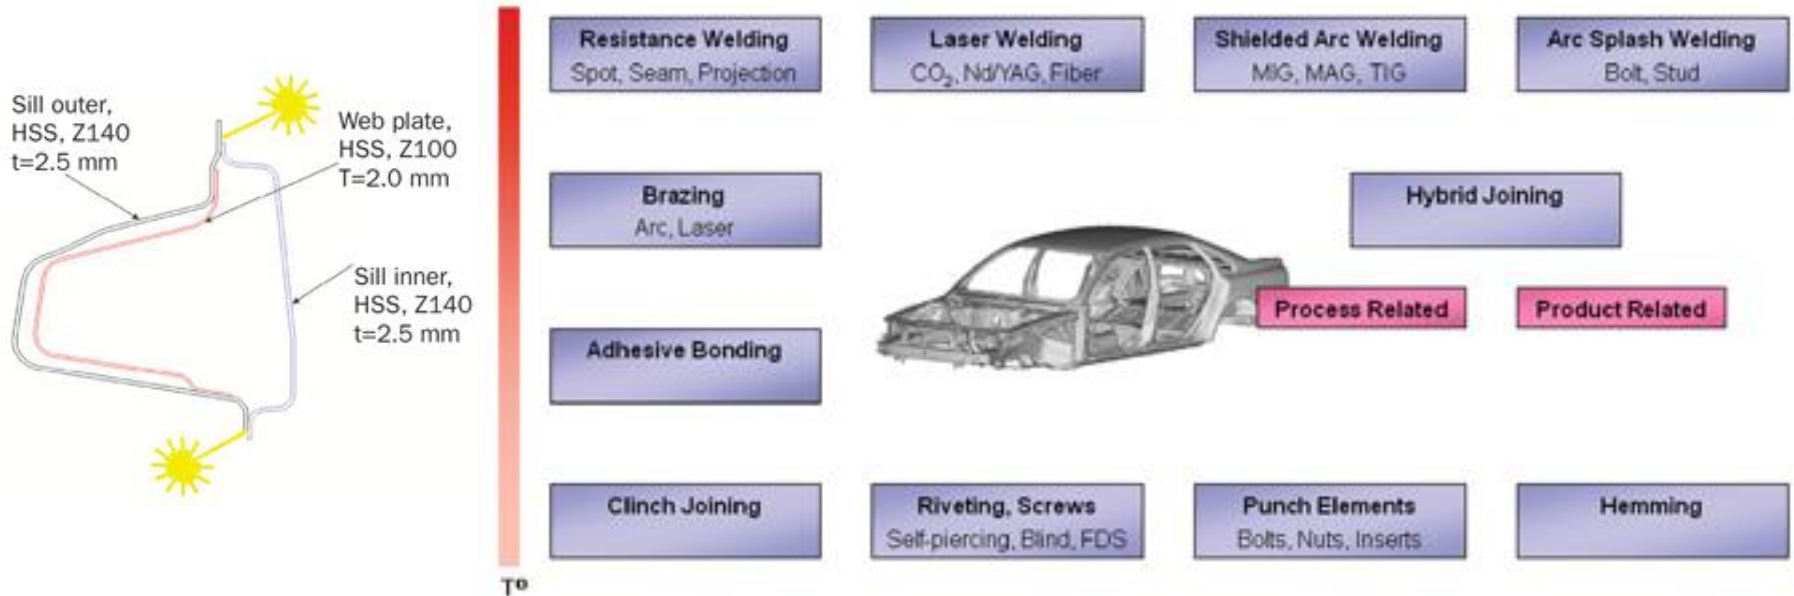 Sill outer,
HSS, Z140
t=2.5 mm
Web plate,
HSS, Z100
T=2.0 mm
Sill inner,
HSS, Z140
t=2.5 mm
Tº
Resistance Welding
Spot, Seam, Projection
Laser Welding
CO₂, Nd/YAG, Fiber
Shielded Arc Welding
MIG, MAG, TIG
Arc Splash Welding
Bolt, Stud
Brazing
Arc, Laser
Hybrid Joining
Process Related
Product Related
Adhesive Bonding
Clinch Joining
Riveting, Screws
Self-piercing, Blind, FDS
Punch Elements
Bolts, Nuts, Inserts
Hemming